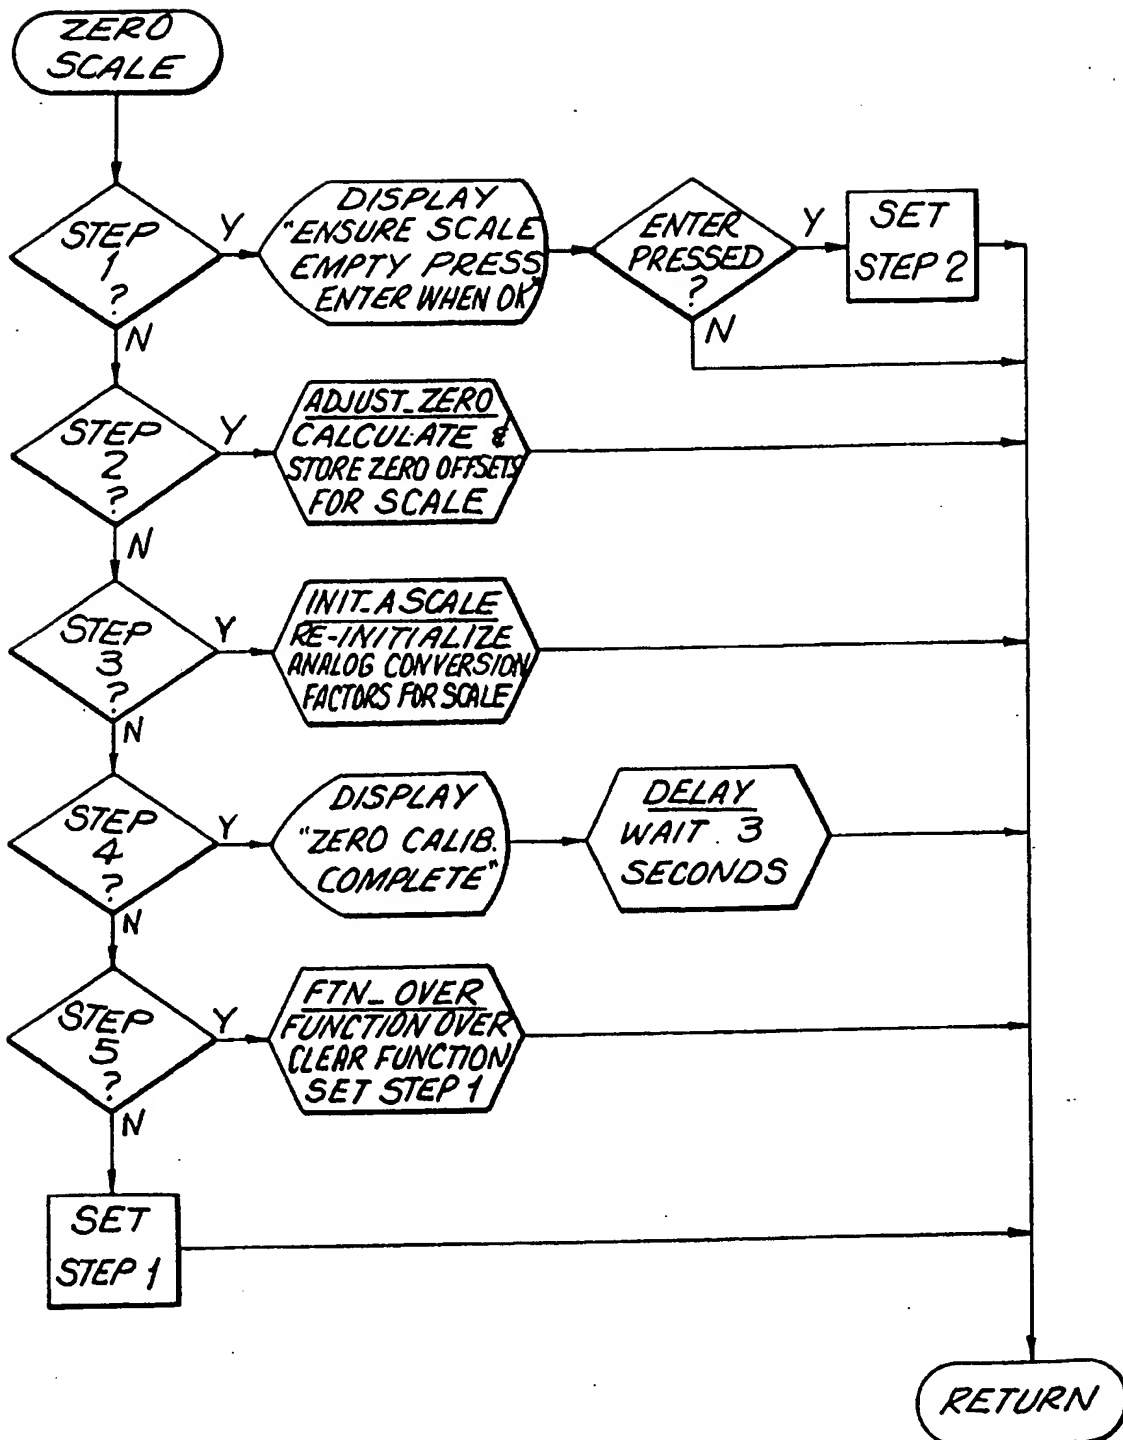 ZERO
SCALE
STEP
1
?
Y
N
DISPLAY
"ENSURE SCALE
EMPTY PRESS
ENTER WHEN OK"
ENTER
PRESSED
?
Y
N
SET
STEP 2
STEP
2
?
Y
N
ADJUST_ZERO
CALCULATE &
STORE ZERO OFFSETS
FOR SCALE
STEP
3
?
Y
N
INIT_A SCALE
RE-INITIALIZE
ANALOG CONVERSION
FACTORS FOR SCALE
STEP
4
?
Y
N
DISPLAY
"ZERO CALIB.
COMPLETE"
DELAY
WAIT 3
SECONDS
STEP
5
?
Y
N
FTN_OVER
FUNCTION OVER
CLEAR FUNCTION
SET STEP 1
SET
STEP 1
RETURN